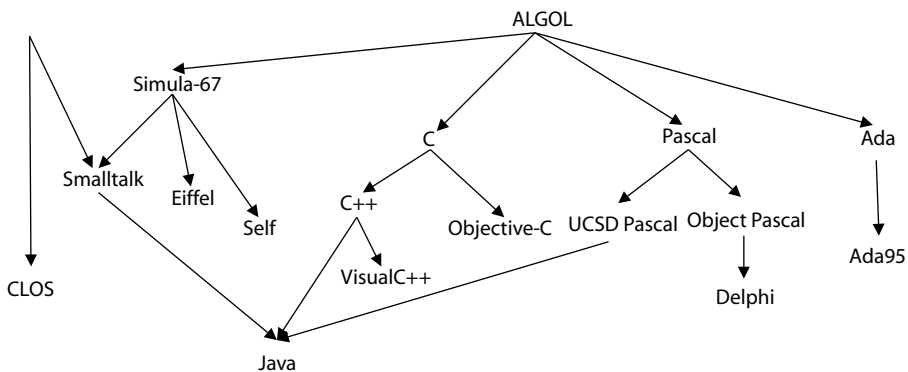 ALGOL
Simula-67
C
Pascal
Ada
Smalltalk
Eiffel
Self
C++
Objective-C
UCSD Pascal
Object Pascal
Ada95
CLOS
VisualC++
Delphi
Java